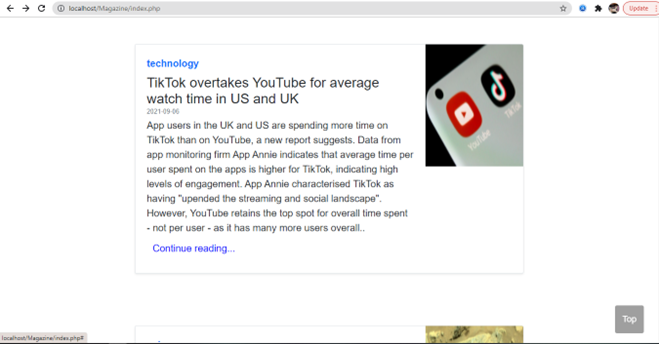 localhost/Magazine/index.php
Update
technology
TikTok overtakes YouTube for average
watch time in US and UK
2021-09-06
App users in the UK and US are spending more time on
TikTok than on YouTube, a new report suggests. Data from
app monitoring firm App Annie indicates that average time per
user spent on the apps is higher for TikTok, indicating high
levels of engagement. App Annie characterised TikTok as
having "upended the streaming and social landscape".
However, YouTube retains the top spot for overall time spent
- not per user - as it has many more users overall..
Continue reading...
YouTube
TikTok
Top
localhost/Magazine/index.php#